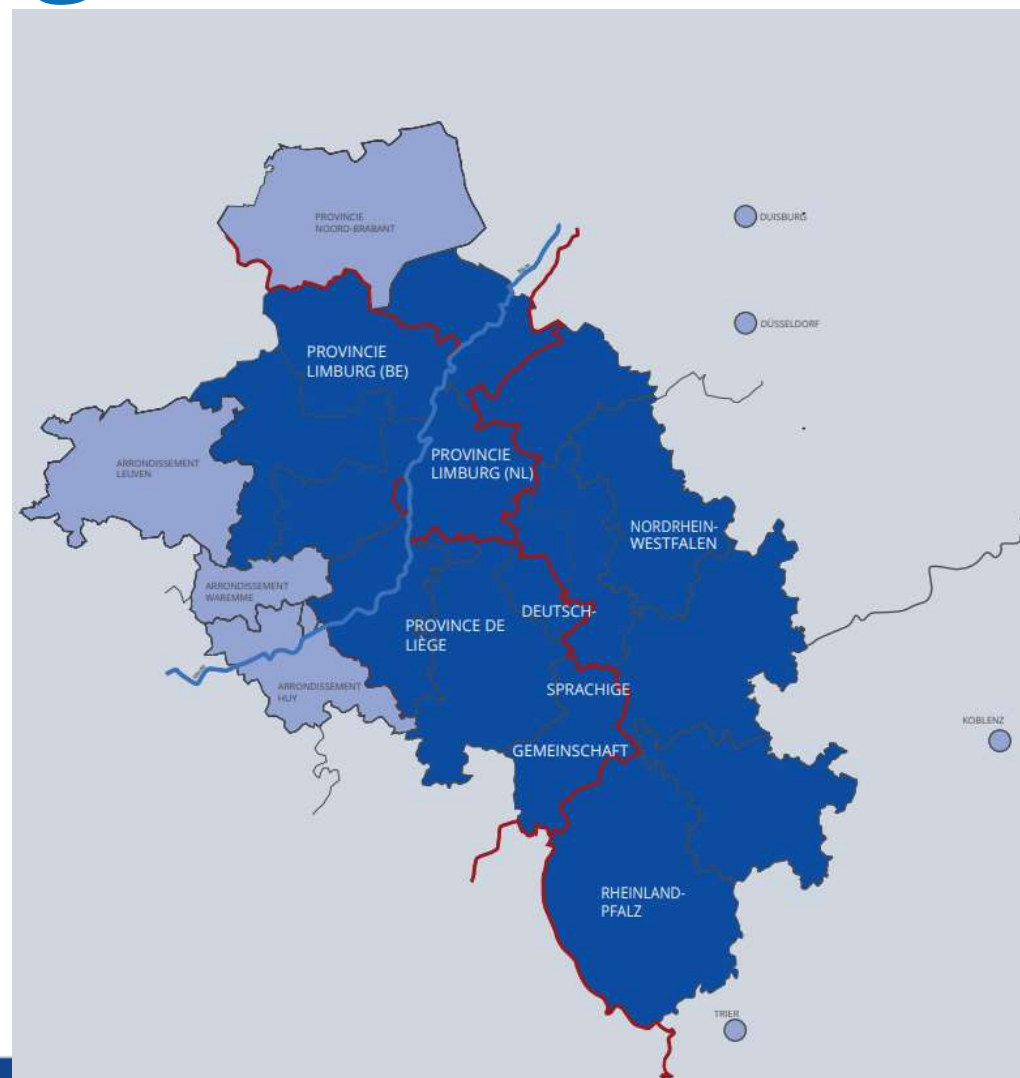 PROVINCIE
NOORD-BRABANT
DUISBURG
DÜSSELDORF
PROVINCIE
LIMBURG (BE)
ARRONDISSEMENT
LEUVEN
PROVINCIE
LIMBURG (NL)
NORDRHEIN-
WESTFALEN
ARRONDISSEMENT
WAREMME
PROVINCE DE
LIÈGE
DEUTSCH-
SPRACHIGE
GEMEINSCHAFT
ARRONDISSEMENT
HUY
KOBLENZ
RHEINLAND-
PFALZ
TRIER